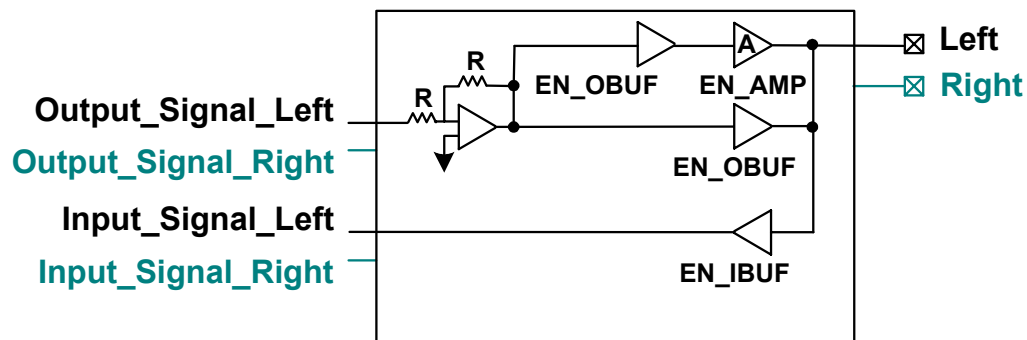 R
R
A
EN_OBUF
EN_AMP
Left
Right
Output_Signal_Left
Output_Signal_Right
EN_OBUF
Input_Signal_Left
Input_Signal_Right
EN_IBUF